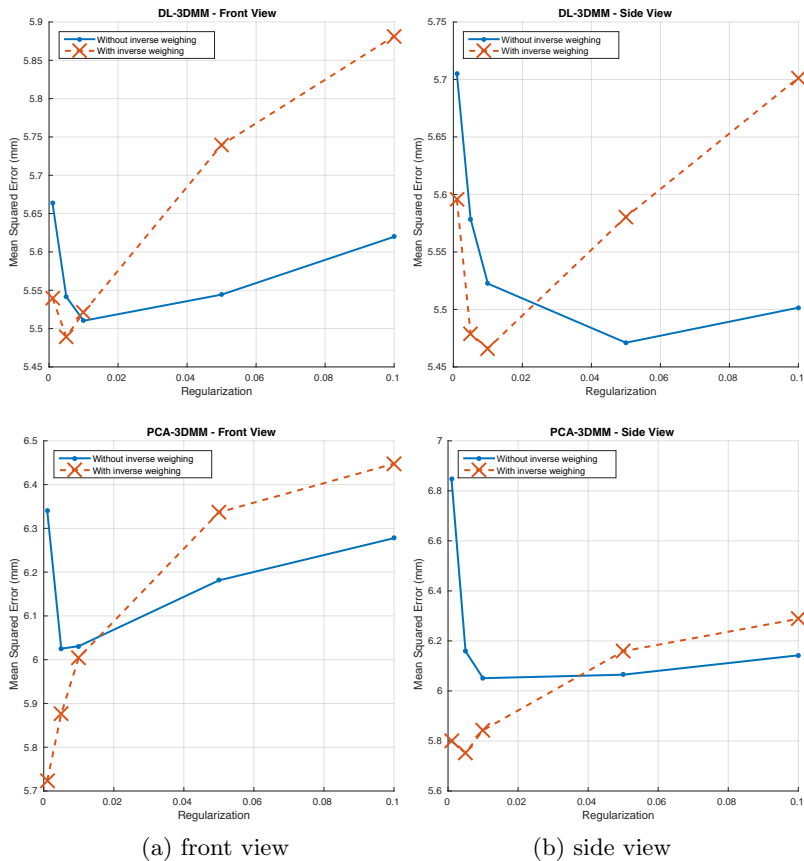 DL-3DMM - Front View
Without inverse weighing
With inverse weighing
Mean Squared Error (mm)
5.9
5.85
5.8
5.75
5.7
5.65
5.6
5.55
5.5
5.45
0
0.02
0.04
0.06
0.08
0.1
Regularization
DL-3DMM - Side View
Without inverse weighing
With inverse weighing
Mean Squared Error (mm)
5.75
5.7
5.65
5.6
5.55
5.5
5.45
0
0.02
0.04
0.06
0.08
0.1
Regularization
PCA-3DMM - Front View
Without inverse weighing
With inverse weighing
Mean Squared Error (mm)
6.5
6.4
6.3
6.2
6.1
6
5.9
5.8
5.7
0
0.02
0.04
0.06
0.08
0.1
Regularization
PCA-3DMM - Side View
Without inverse weighing
With inverse weighing
Mean Squared Error (mm)
7
6.8
6.6
6.4
6.2
6
5.8
5.6
0
0.02
0.04
0.06
0.08
0.1
Regularization
(a) front view
(b) side view